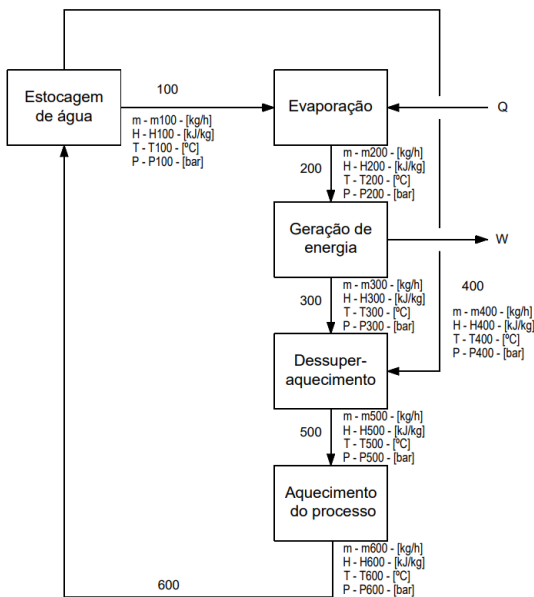 Estocagem
de água
100
m - m100 - [kg/h]
H - H100 - [kJ/kg]
T - T100 - [ºC]
P - P100 - [bar]
Evaporação
Q
200
m - m200 - [kg/h]
H - H200 - [kJ/kg]
T - T200 - [ºC]
P - P200 - [bar]
Geração de
energia
W
300
m - m300 - [kg/h]
H - H300 - [kJ/kg]
T - T300 - [ºC]
P - P300 - [bar]
400
m - m400 - [kg/h]
H - H400 - [kJ/kg]
T - T400 - [ºC]
P - P400 - [bar]
Dessuper-
aquecimento
500
m - m500 - [kg/h]
H - H500 - [kJ/kg]
T - T500 - [ºC]
P - P500 - [bar]
Aquecimento
do processo
600
m - m600 - [kg/h]
H - H600 - [kJ/kg]
T - T600 - [ºC]
P - P600 - [bar]